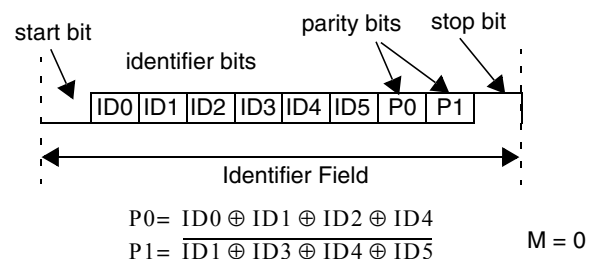 start bit
parity bits
stop bit
identifier bits
ID0 ID1 ID2 ID3 ID4 ID5 P0 P1
Identifier Field
P0= ID0 ⊕ ID1 ⊕ ID2 ⊕ ID4
P1= ID1 ⊕ ID3 ⊕ ID4 ⊕ ID5
M = 0